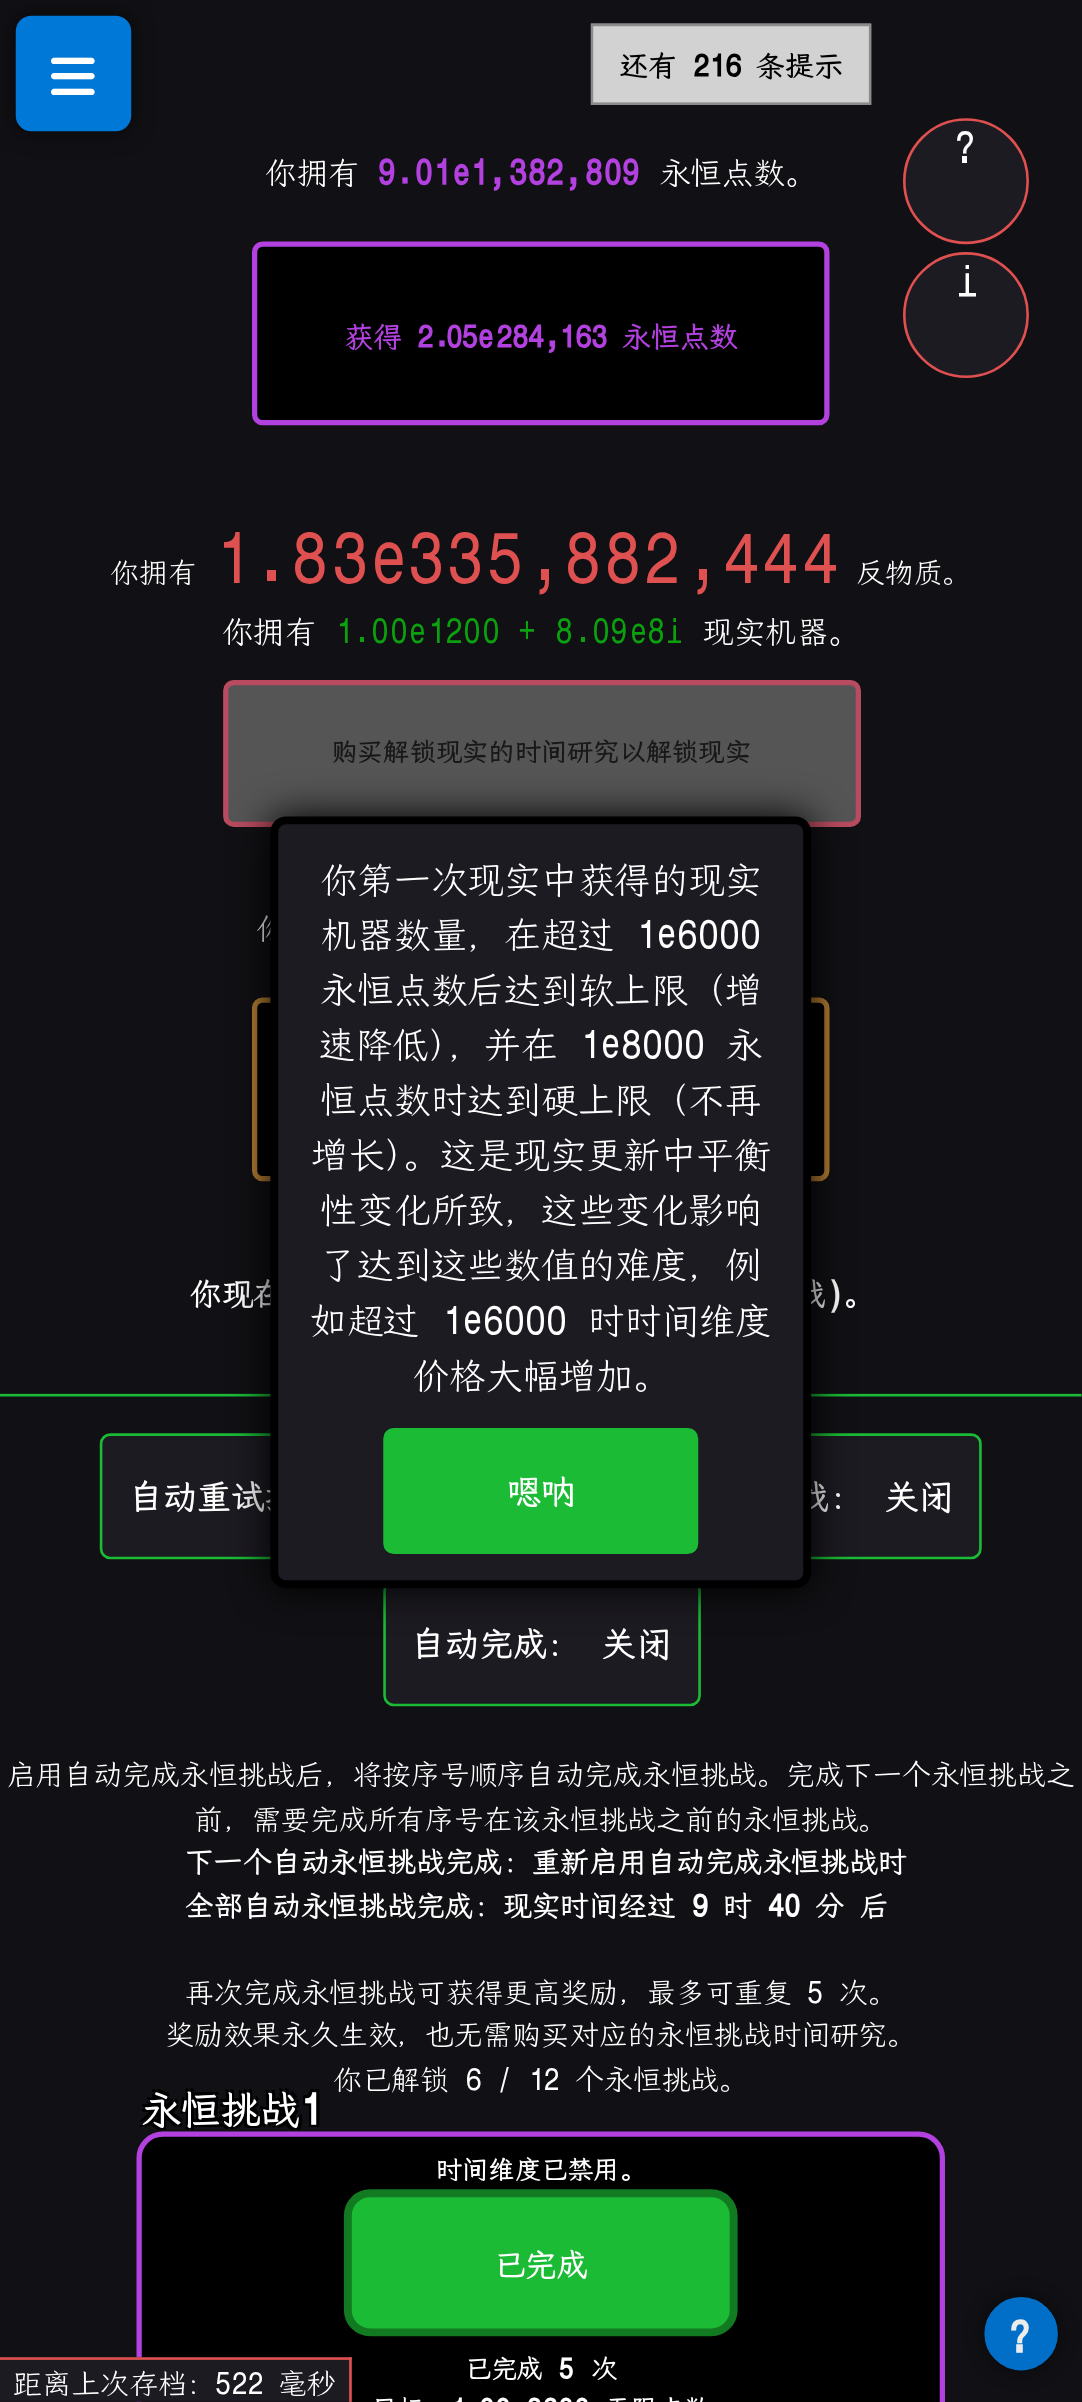 还有 216 条提示
?
你拥有 9.01e1,382,809 永恒点数。
i
获得 2.05e284,163 永恒点数
你拥有 1.83e335,882,444 反物质。
你拥有 1.00e1200 + 8.09e8i 现实机器。
购买解锁现实的时间研究以解锁现实
你第一次现实中获得的现实
机器数量，在超过 1e6000
永恒点数后达到软上限（增
速降低），并在 1e8000 永
恒点数时达到硬上限（不再
增长）。这是现实更新中平衡
性变化所致，这些变化影响
了达到这些数值的难度，例
如超过 1e6000 时时间维度
价格大幅增加。
嗯呐
你现在
)。
自动重试
战： 关闭
自动完成： 关闭
启用自动完成永恒挑战后，将按序号顺序自动完成永恒挑战。完成下一个永恒挑战之
前，需要完成所有序号在该永恒挑战之前的永恒挑战。
下一个自动永恒挑战完成：重新启用自动完成永恒挑战时
全部自动永恒挑战完成：现实时间经过 9 时 40 分 后
再次完成永恒挑战可获得更高奖励，最多可重复 5 次。
奖励效果永久生效，也无需购买对应的永恒挑战时间研究。
你已解锁 6 / 12 个永恒挑战。
永恒挑战1
时间维度已禁用。
已完成
已完成 5 次
?
距离上次存档：522 毫秒